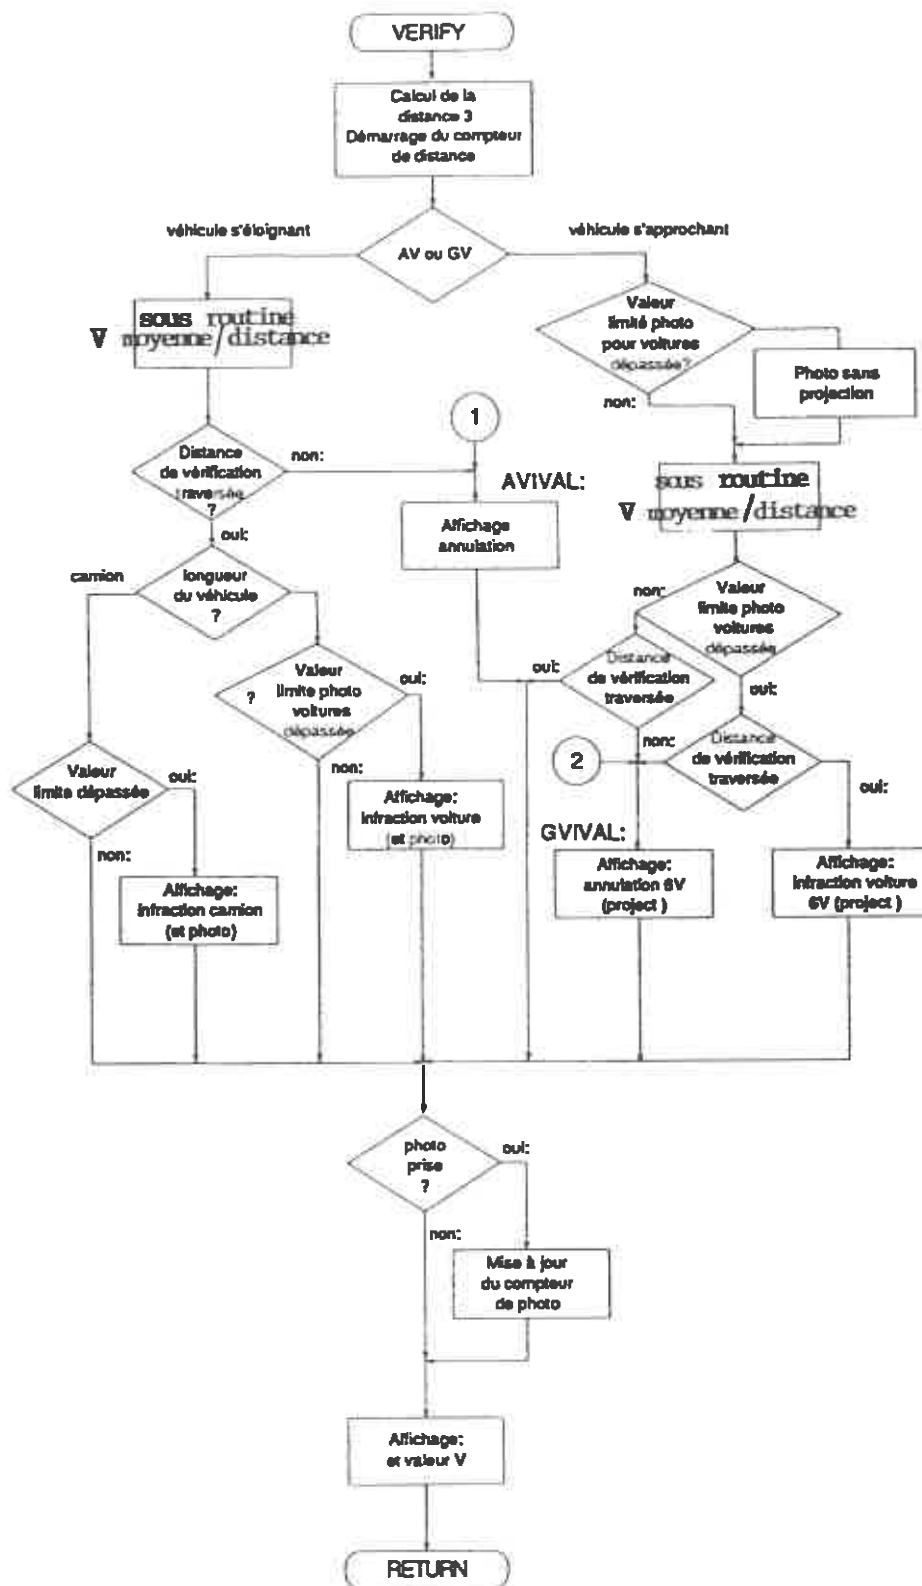 VERIFY
Calcul de la
distance 3
Démarrage du compteur
de distance
véhicule s'éloignant
AV ou GV
véhicule s'approchant
sous routine
V moyenne/distance
Valeur
limité photo
pour voitures
dépassée?
Photo sans
projection
non:
1
Distance
de vérification
traversée
?
non:
oui:
AVIVAL:
Affichage
annulation
sous routine
V moyenne/distance
camion
longueur
du véhicule
?
non:
Valeur
limite photo
voitures
dépassée
? Valeur
limite photo
voitures
dépassée
oui:
non:
oui:
Distance
de vérification
traversée
non:
oui:
2
Distance
de vérification
traversée
oui:
Valeur
limite dépassée
oui:
non:
Affichage:
infraction voiture
(et photo)
GVIVAL:
Affichage:
annulation 6V
(project )
Affichage:
infraction voiture
6V (project )
Affichage:
infraction camion
(et photo)
photo
prise
?
oui:
non:
Mise à jour
du compteur
de photo
Affichage:
et valeur V
RETURN